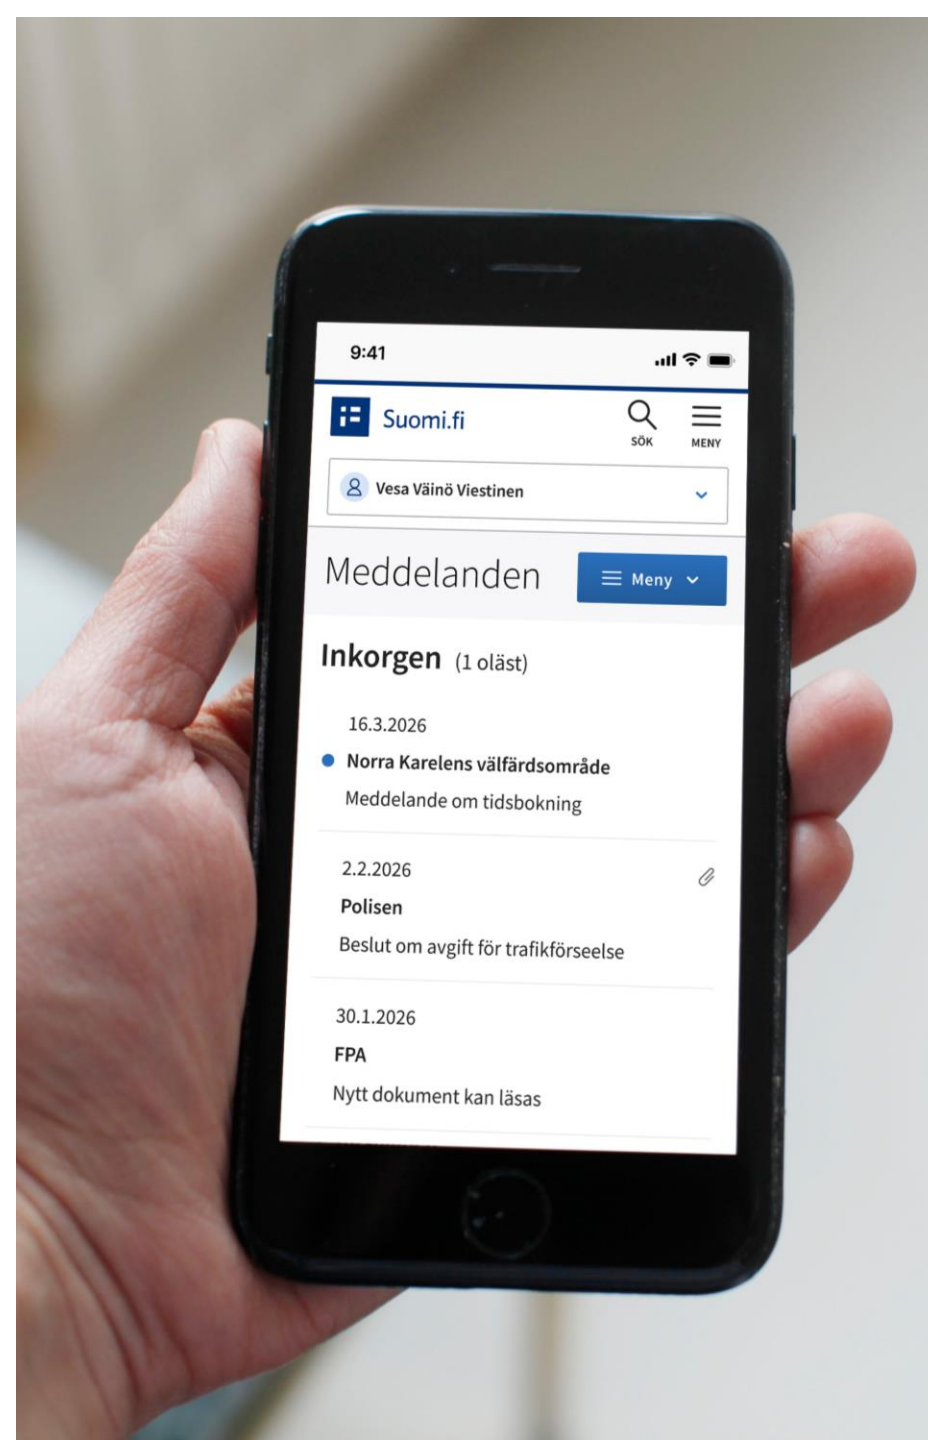 9:41
Suomi.fi
SÖK
MENY
Vesa Väinö Viestinen
Meddelanden
Meny
Inkorgen (1 oläst)
16.3.2026
Norra Karelens välfärdsområde
Meddelande om tidsbokning
2.2.2026
Polisen
Beslut om avgift för trafikförseelse
30.1.2026
FPA
Nytt dokument kan läsas